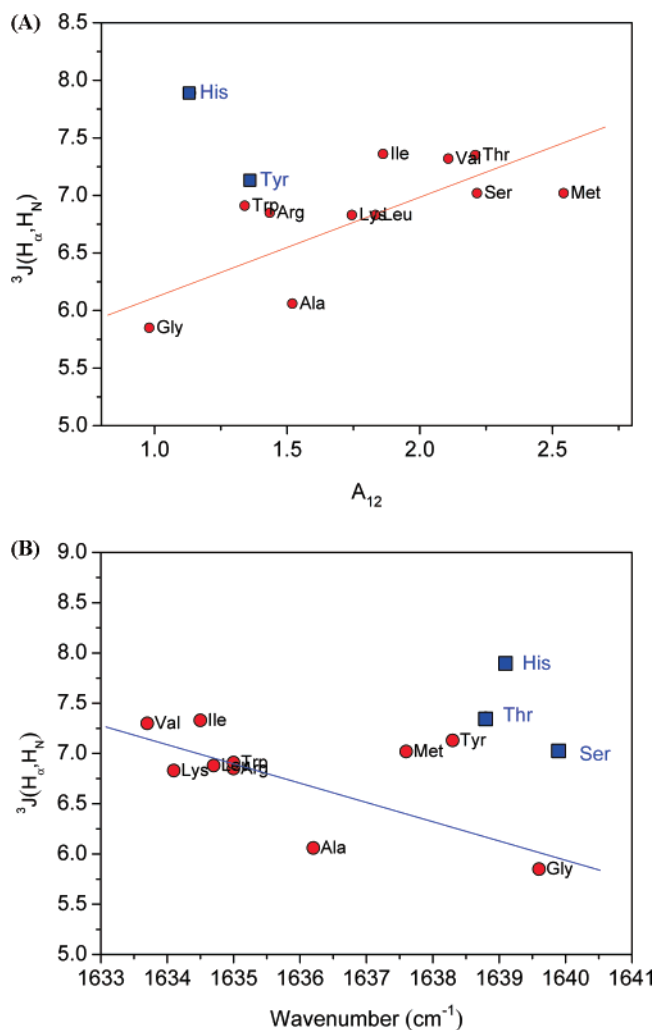 (A)
8.5
8.0
7.5
7.0
6.5
6.0
5.5
5.0
³J(Hα,HN)
His
Tyr
Trp
Arg
Gly
Ala
Ile
Lys
Leu
Val
Thr
Ser
Met
1.0 1.5 2.0 2.5
A₁₂
(B)
9.0
8.5
8.0
7.5
7.0
6.5
6.0
5.5
5.0
³J(Hα,HN)
His
Thr
Ser
Val
Ile
Lys
Leu
Trp
Arg
Met
Tyr
Ala
Gly
1633 1634 1635 1636 1637 1638 1639 1640 1641
Wavenumber (cm⁻¹)